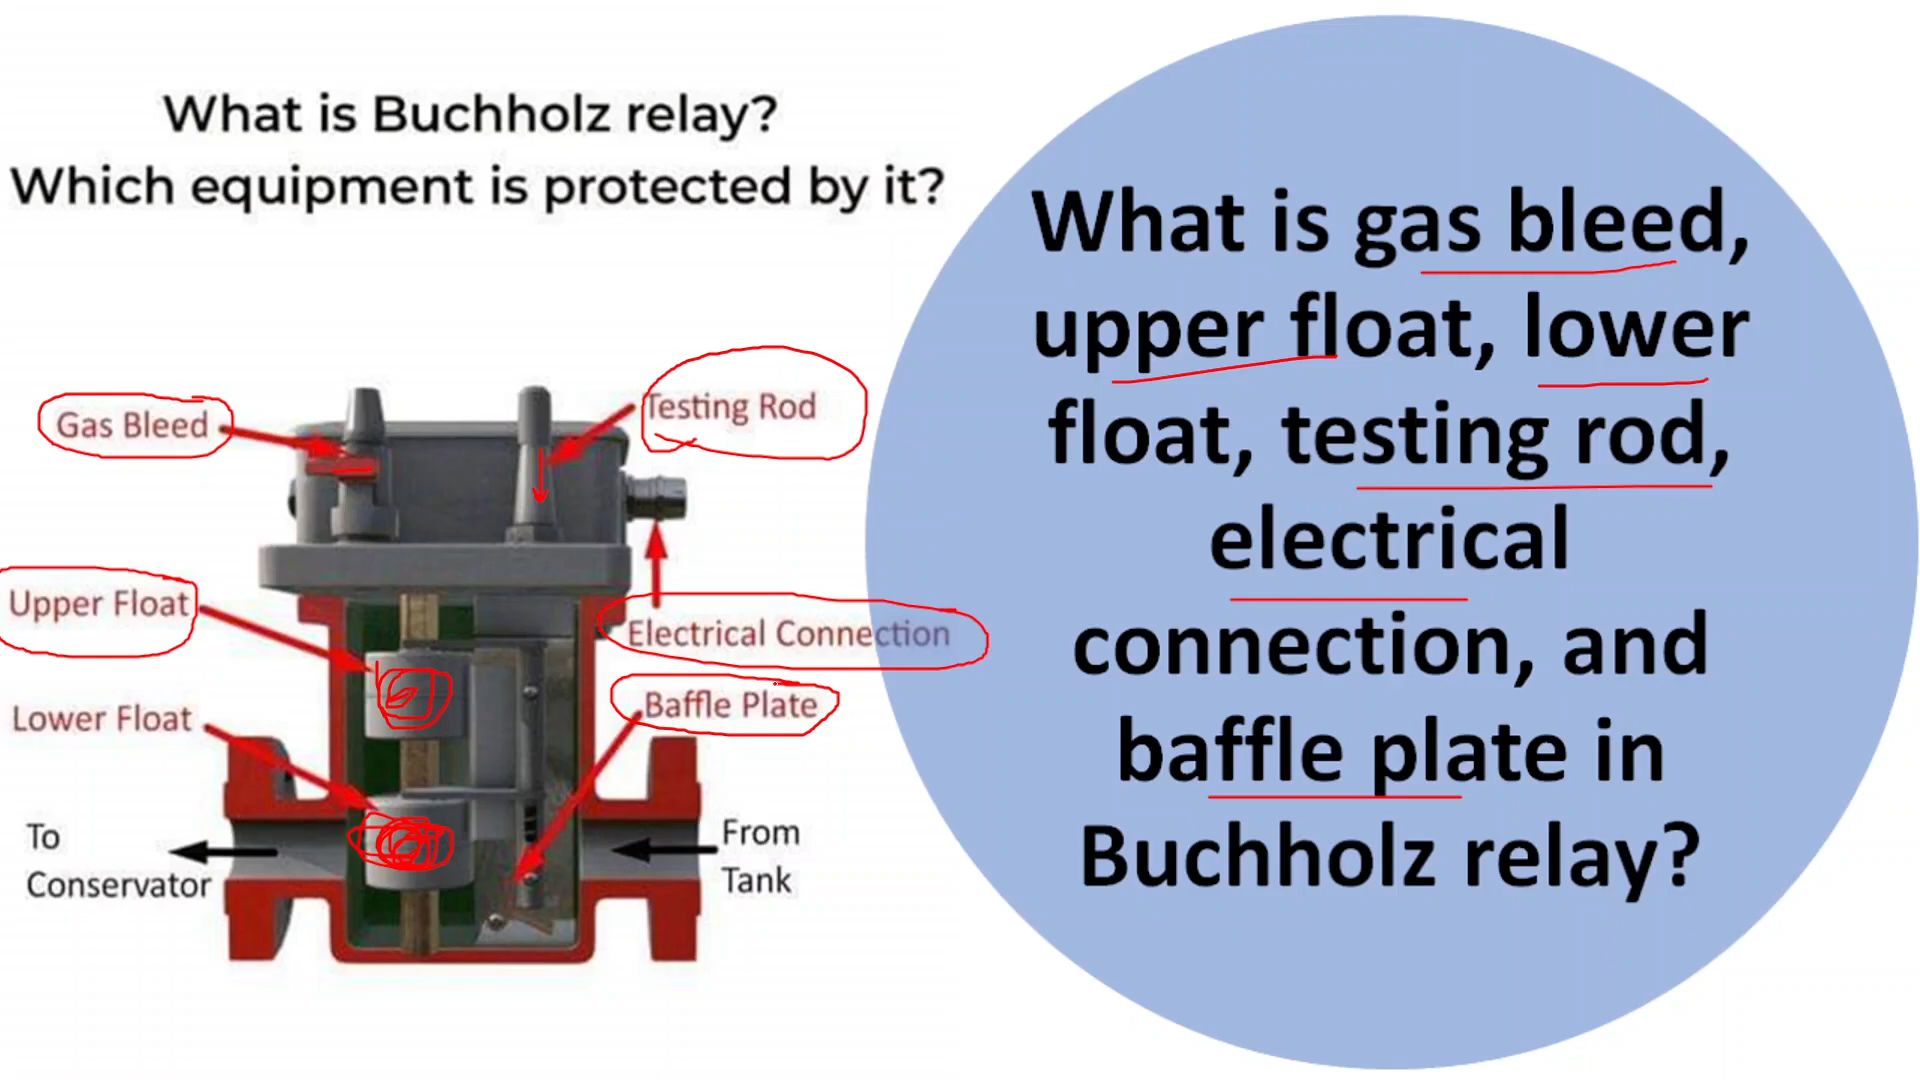 What is Buchholz relay?
Which equipment is protected by it?
Gas Bleed
Testing Rod
Upper Float
Electrical Connection
Lower Float
Baffle Plate
To
Conservator
From
Tank
What is gas bleed,
upper float, lower
float, testing rod,
electrical
connection, and
baffle plate in
Buchholz relay?